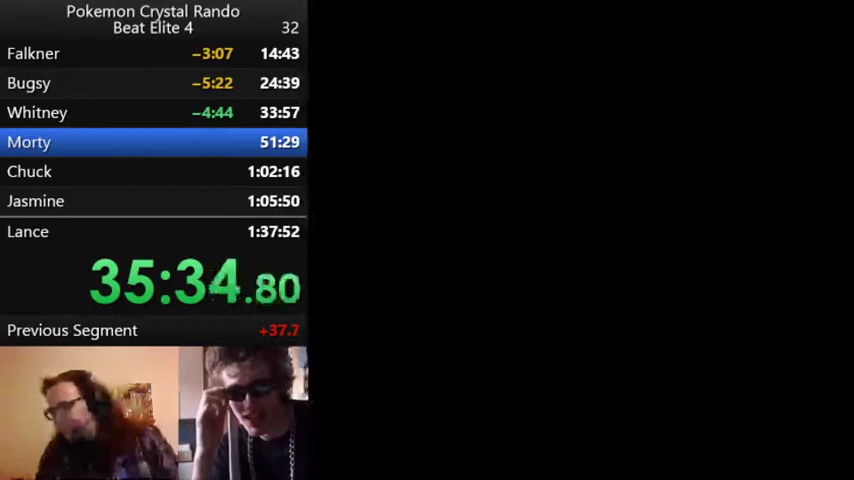 Pokemon Crystal Rando
Beat Elite 4 32
Falkner −3:07 14:43
Bugsy −5:22 24:39
Whitney −4:44 33:57
Morty 51:29
Chuck 1:02:16
Jasmine 1:05:50
Lance 1:37:52
35:34.80
Previous Segment +37.7